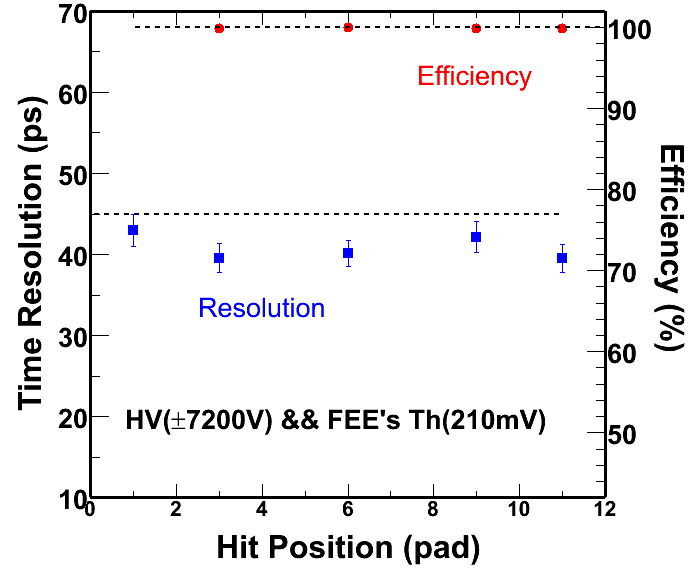 70
60
50
40
30
20
10
Time Resolution (ps)
100
90
80
70
60
50
Efficiency (%)
Efficiency
Resolution
HV(±7200V) && FEE's Th(210mV)
0 2 4 6 8 10 12
Hit Position (pad)